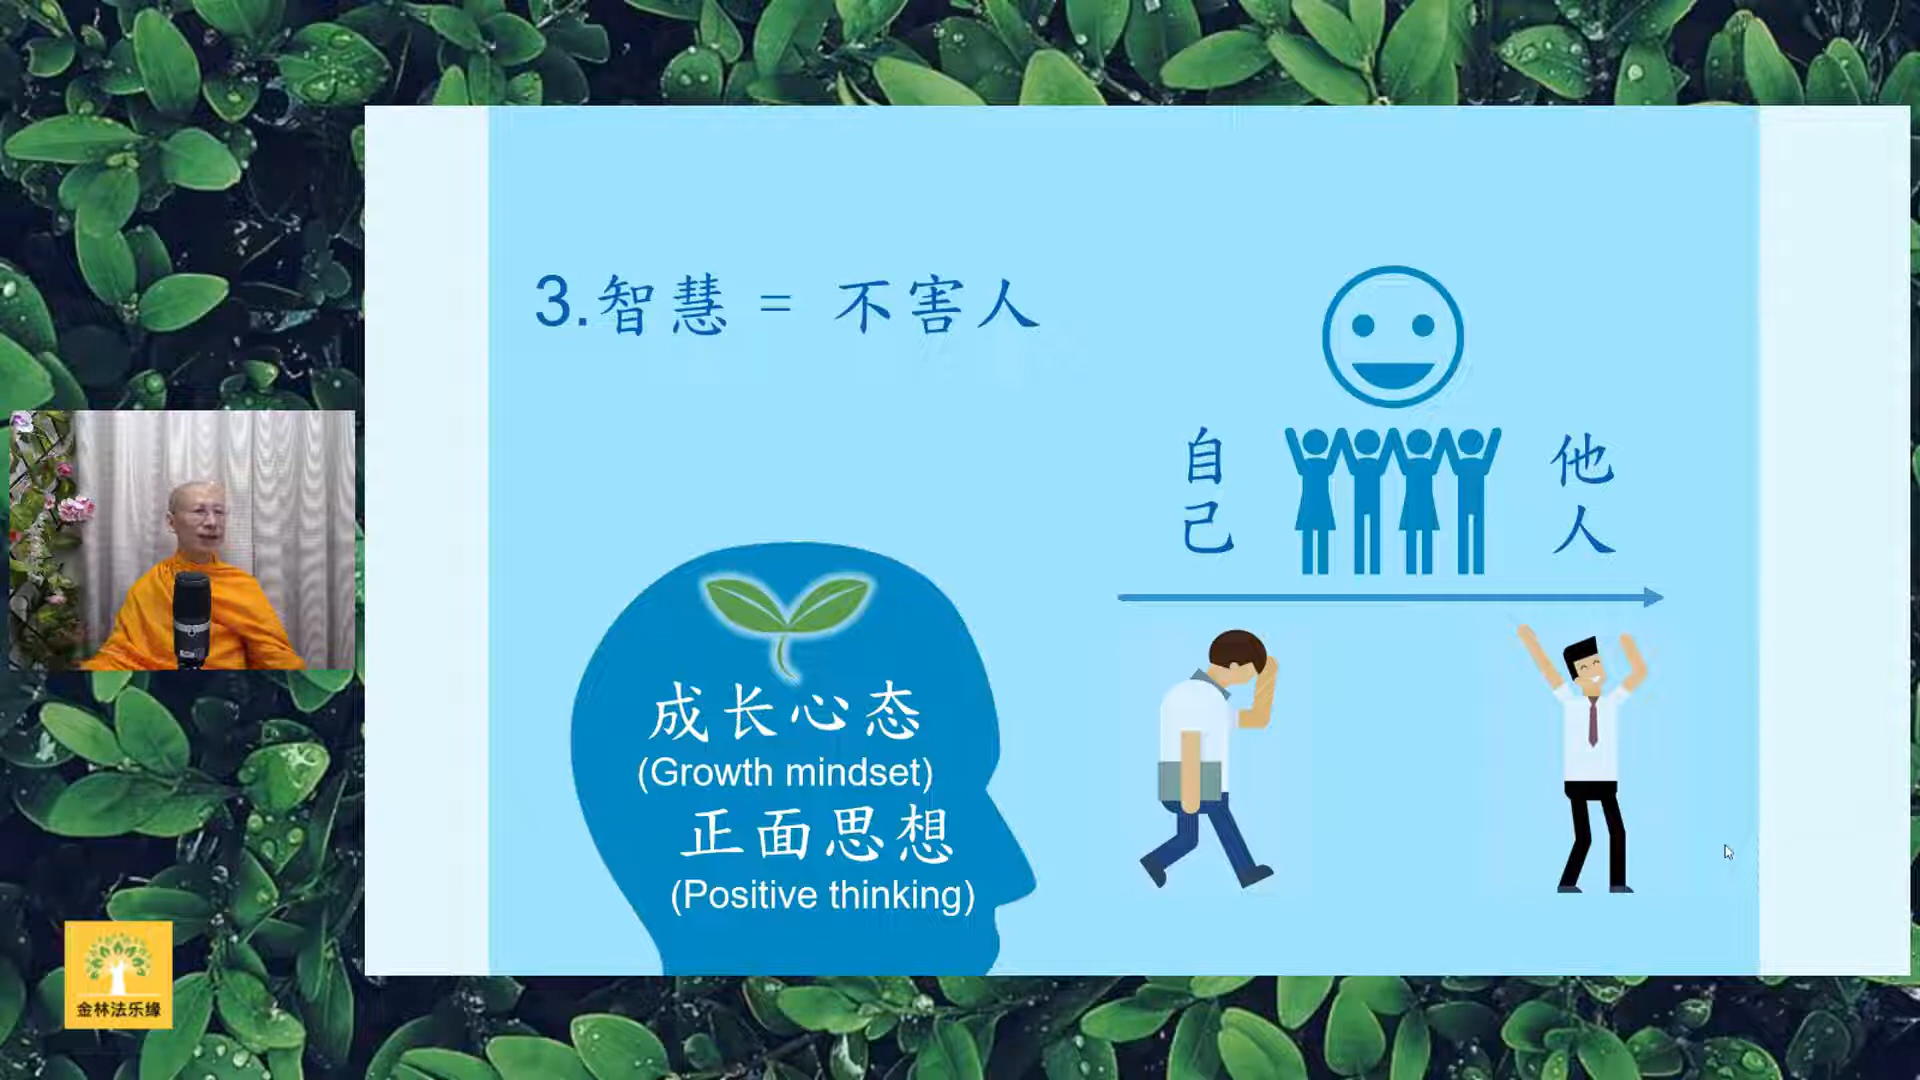 3.智慧 = 不害人
自己
他人
成长心态
(Growth mindset)
正面思想
(Positive thinking)
金林法乐缘